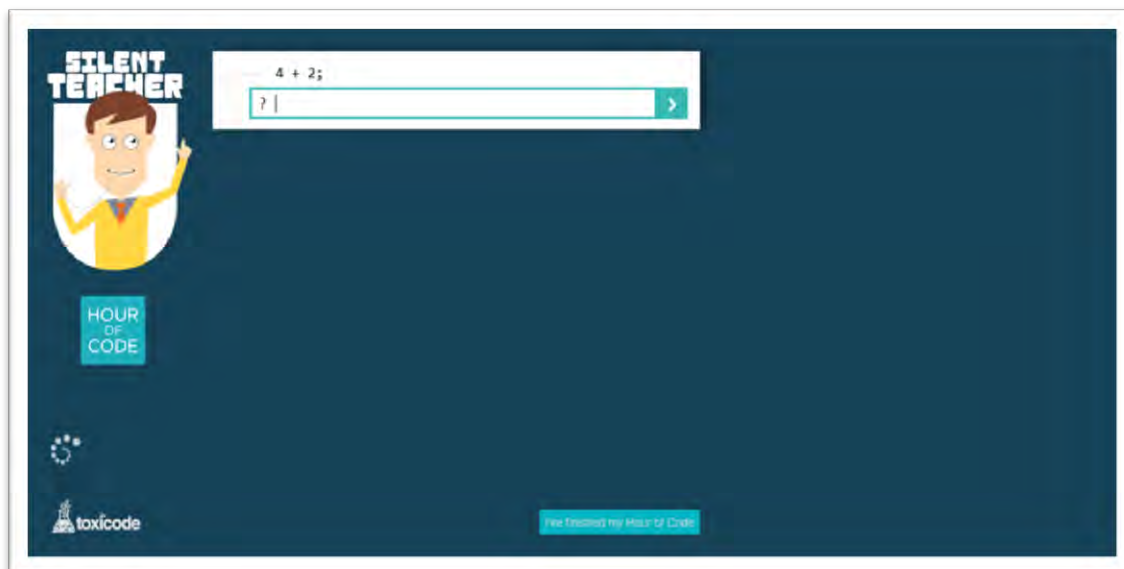 SILENT
TEACHER
4 + 2;
?
HOUR
OF
CODE
toxicode
I've finished my Hour of Code